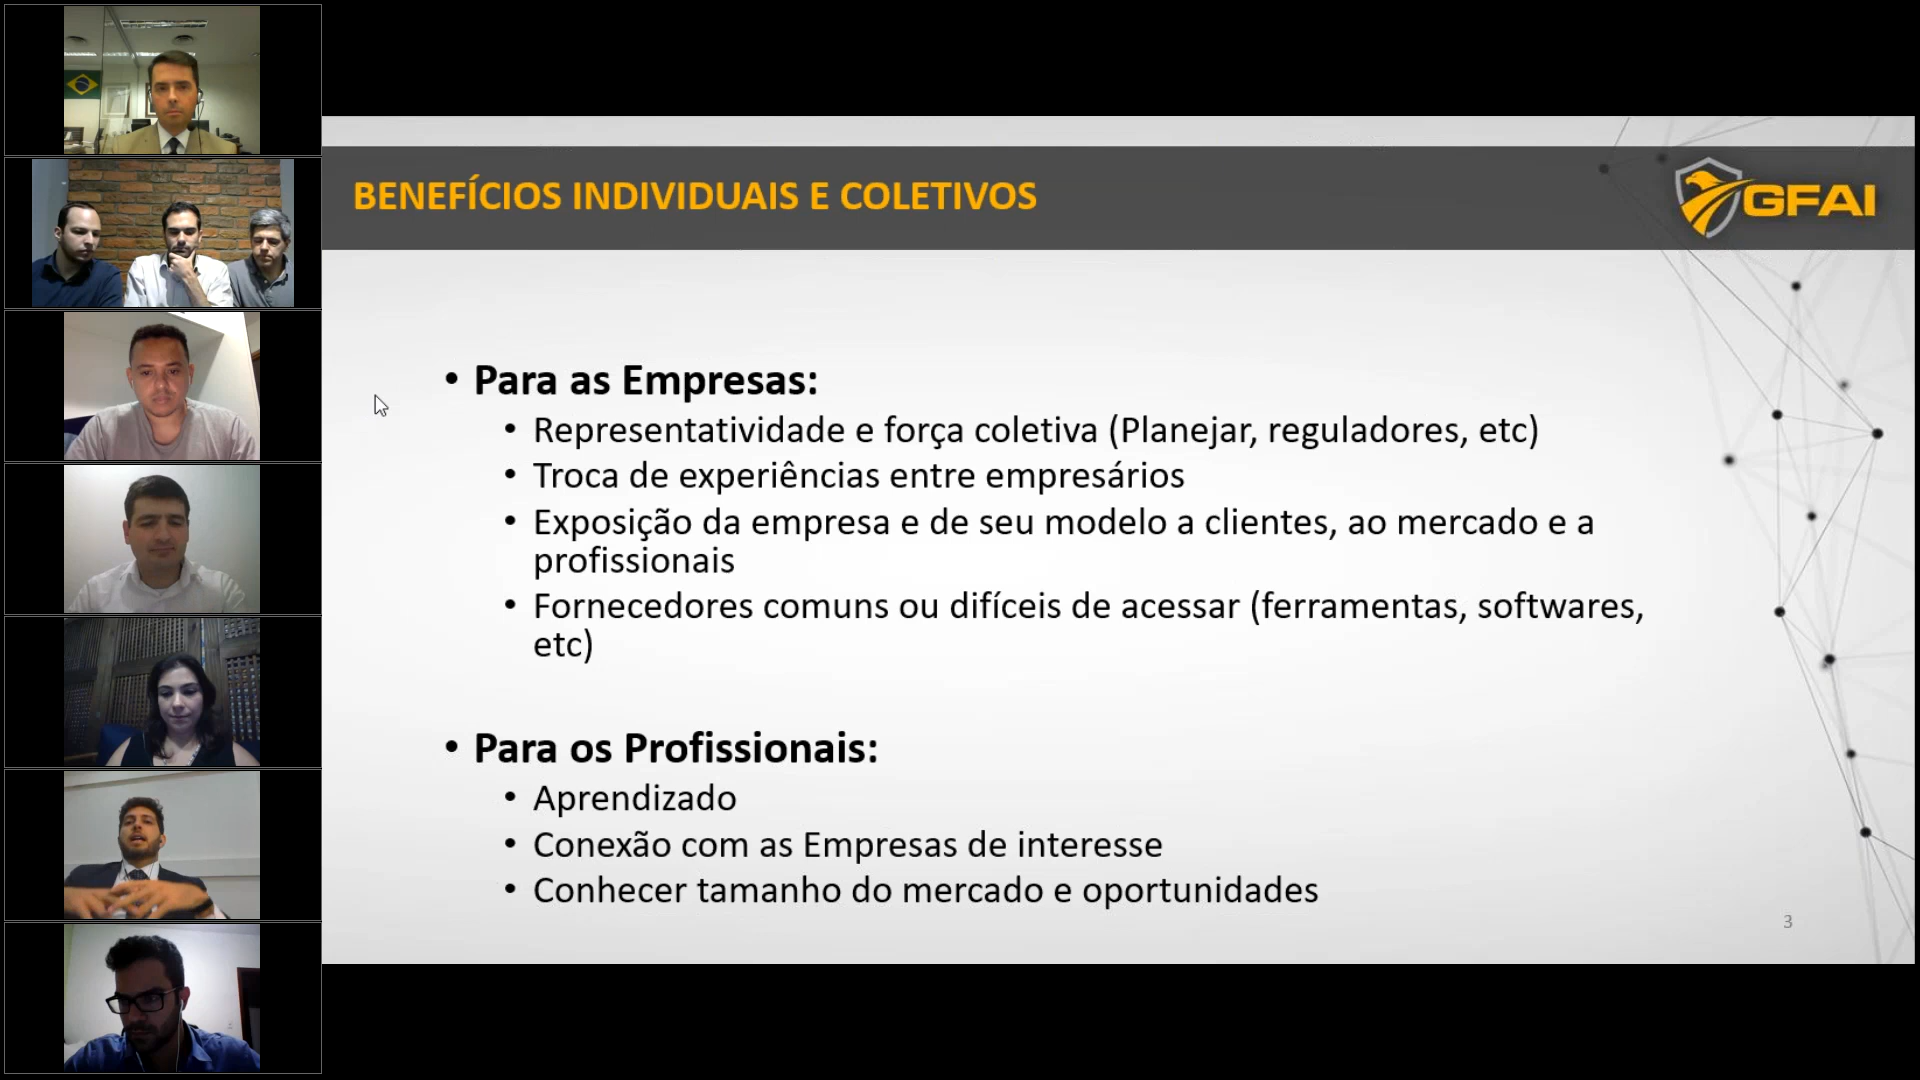 BENEFÍCIOS INDIVIDUAIS E COLETIVOS
GFAI
• Para as Empresas:
• Representatividade e força coletiva (Planejar, reguladores, etc)
• Troca de experiências entre empresários
• Exposição da empresa e de seu modelo a clientes, ao mercado e a
profissionais
• Fornecedores comuns ou difíceis de acessar (ferramentas, softwares,
etc)
• Para os Profissionais:
• Aprendizado
• Conexão com as Empresas de interesse
• Conhecer tamanho do mercado e oportunidades
3